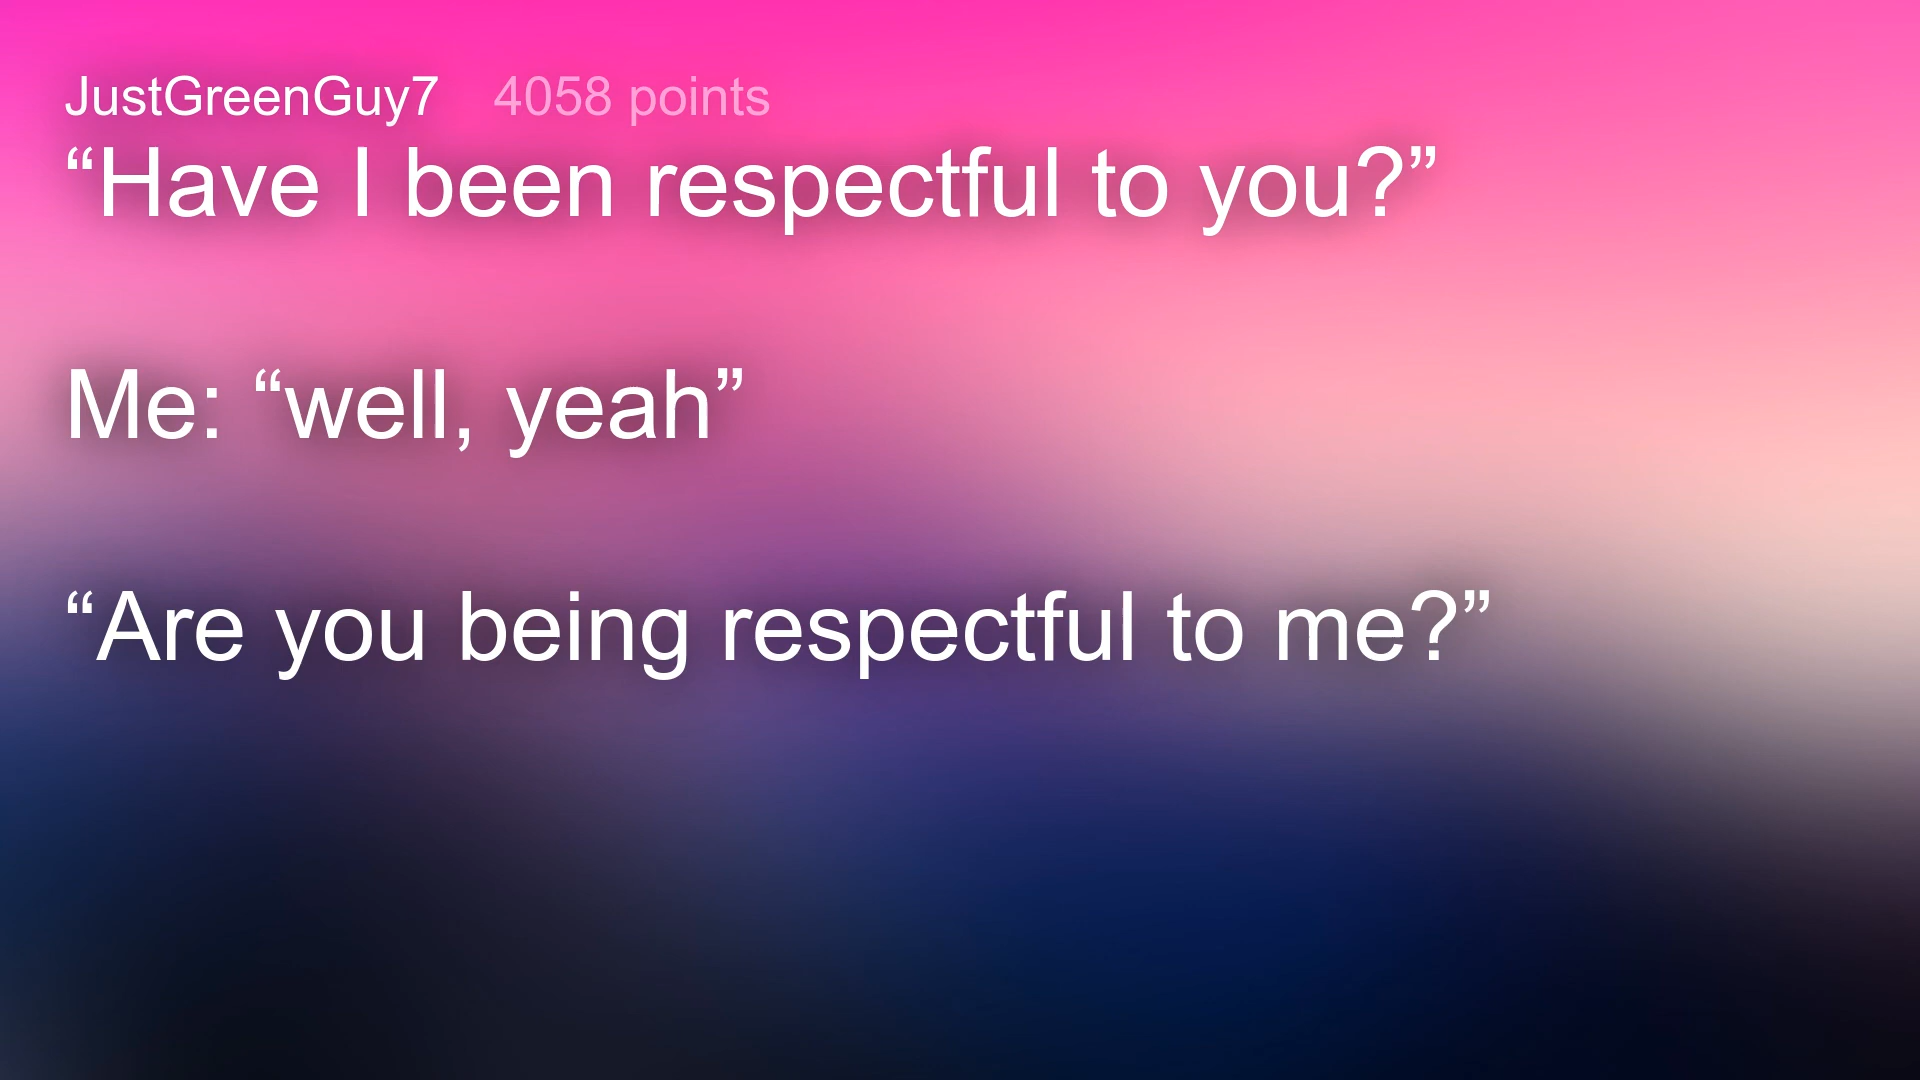 JustGreenGuy7 4058 points
“Have I been respectful to you?”
Me: “well, yeah”
“Are you being respectful to me?”